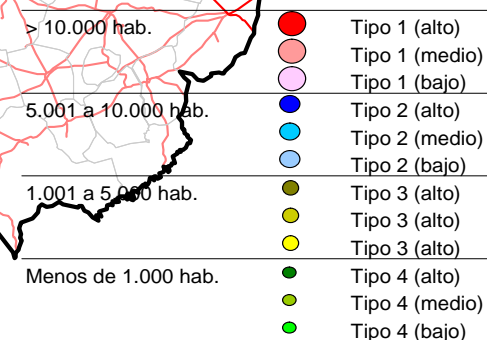 > 10.000 hab. Tipo 1 (alto)
Tipo 1 (medio)
Tipo 1 (bajo)
5.001 a 10.000 hab. Tipo 2 (alto)
Tipo 2 (medio)
Tipo 2 (bajo)
1.001 a 5.000 hab. Tipo 3 (alto)
Tipo 3 (alto)
Tipo 3 (alto)
Menos de 1.000 hab. Tipo 4 (alto)
Tipo 4 (medio)
Tipo 4 (bajo)